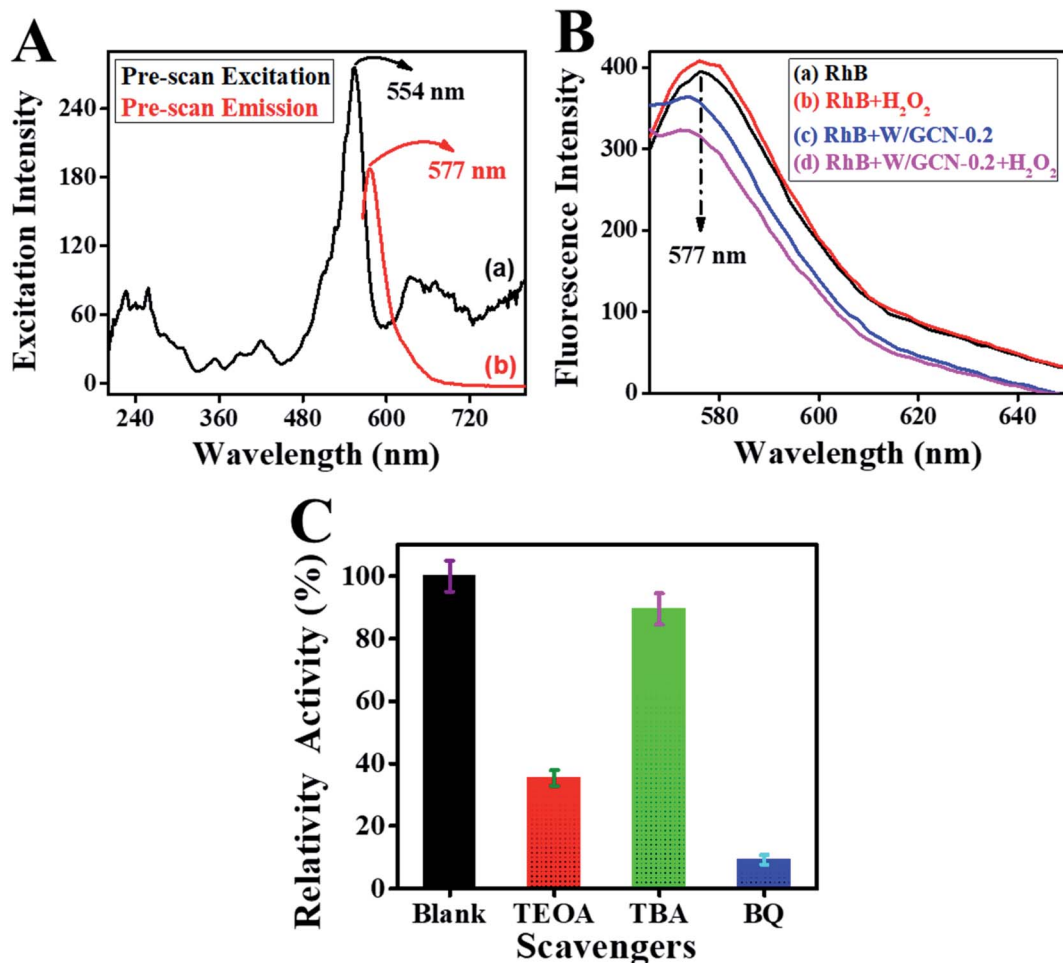 A
Pre-scan Excitation
Pre-scan Emission
554 nm
577 nm
(a)
(b)
Excitation Intensity
240
180
120
60
0
240 360 480 600 720
Wavelength (nm)
B
(a) RhB
(b) RhB+H₂O₂
(c) RhB+W/GCN-0.2
(d) RhB+W/GCN-0.2+H₂O₂
577 nm
Fluorescence Intensity
400
300
200
100
0
580 600 620 640
Wavelength (nm)
C
Relativity Activity (%)
100
80
60
40
20
0
Blank TEOA TBA BQ
Scavengers